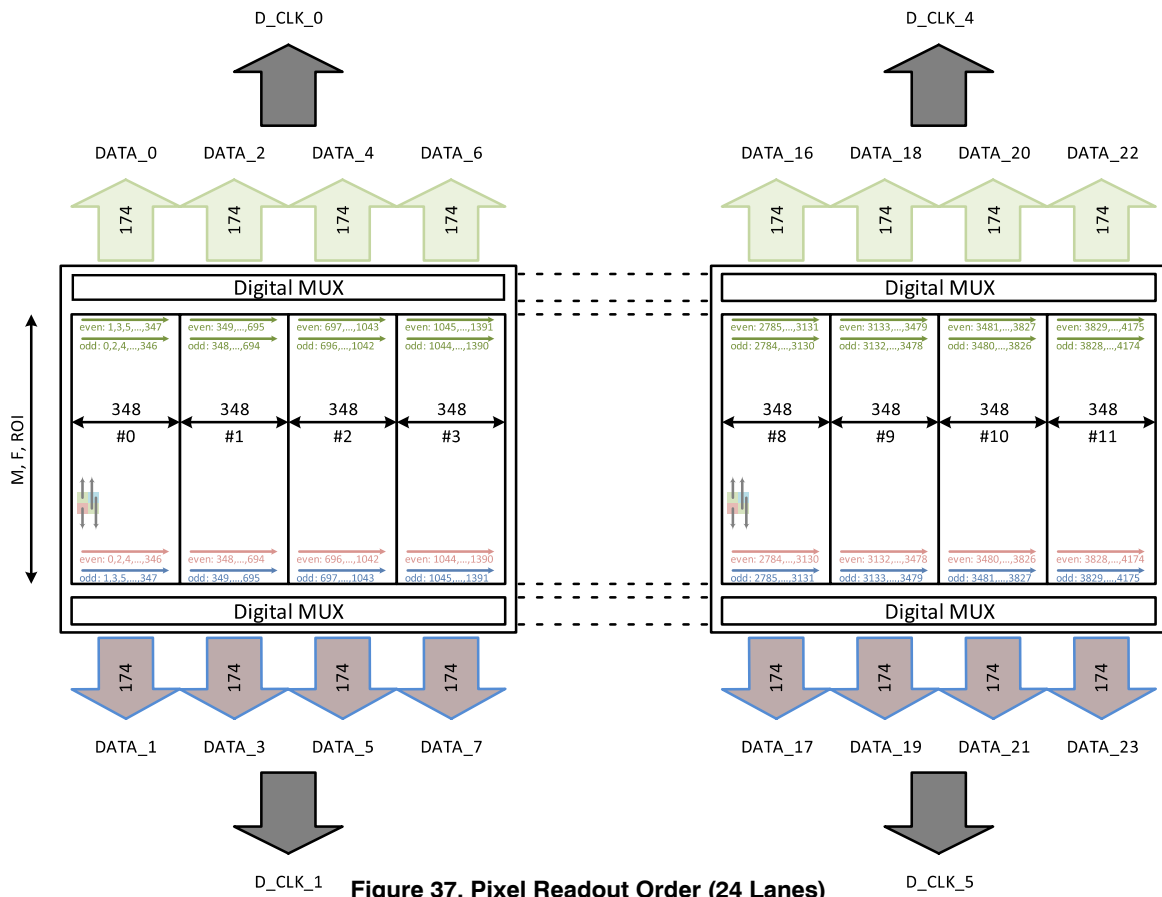 D_CLK_0 D_CLK_4
DATA_0 DATA_2 DATA_4 DATA_6 DATA_16 DATA_18 DATA_20 DATA_22
174 174 174 174 174 174 174 174
Digital MUX Digital MUX
even: 1,3,5,...,347 even: 349,...,695 even: 697,...,1043 even: 1045,...,1391 even: 2785,...,3131 even: 3133,...,3479 even: 3481,...,3827 even: 3829,...,4175
odd: 0,2,4,...,346 odd: 348,...,694 odd: 696,...,1042 odd: 1044,...,1390 odd: 2784,...,3130 odd: 3132,...,3478 odd: 3480,...,3826 odd: 3828,...,4174
M, F, ROI
348 348 348 348 348 348 348 348
#0 #1 #2 #3 #8 #9 #10 #11
even: 0,2,4,...,346 even: 348,...,694 even: 696,...,1042 even: 1044,...,1390 even: 2784,...,3130 even: 3132,...,3478 even: 3480,...,3826 even: 3828,...,4174
odd: 1,3,5,...,347 odd: 349,...,695 odd: 697,...,1043 odd: 1045,...,1391 odd: 2785,...,3131 odd: 3133,...,3479 odd: 3481,...,3827 odd: 3829,...,4175
Digital MUX Digital MUX
174 174 174 174 174 174 174 174
DATA_1 DATA_3 DATA_5 DATA_7 DATA_17 DATA_19 DATA_21 DATA_23
D_CLK_1 D_CLK_5
Figure 37. Pixel Readout Order (24 Lanes)